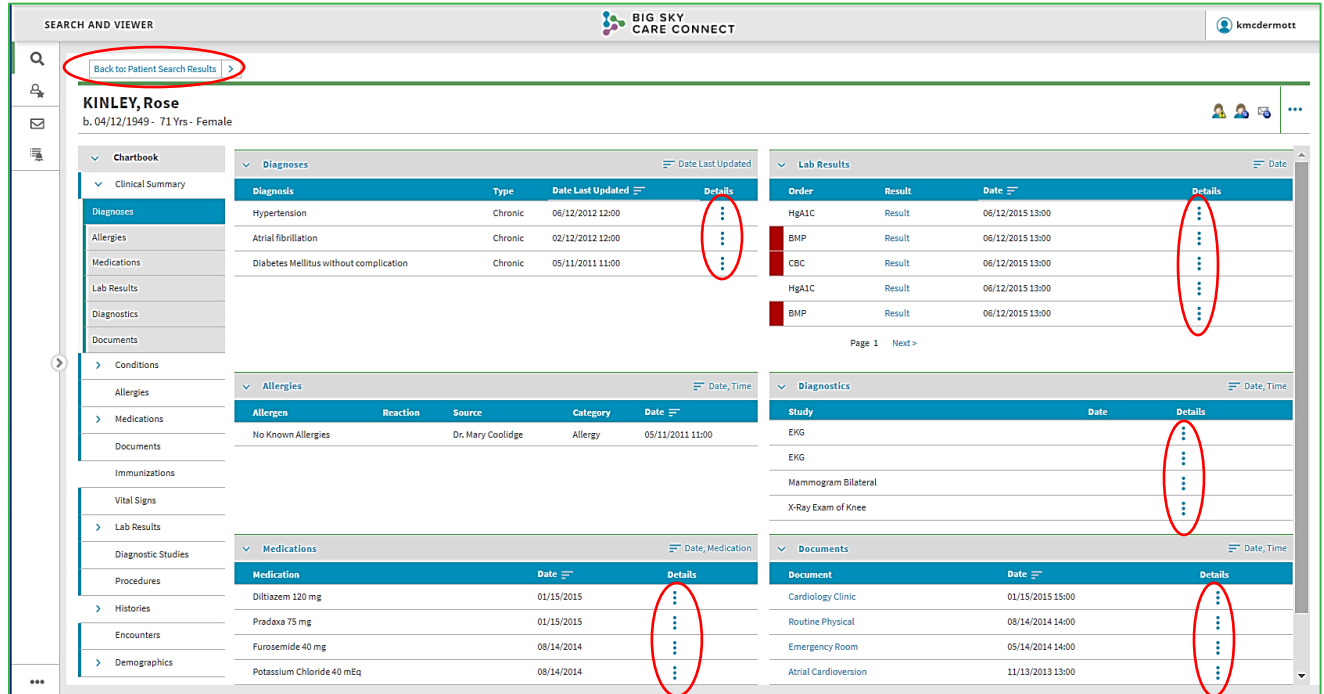 SEARCH AND VIEWER
BIG SKY
CARE CONNECT
kmcdermott
Back to: Patient Search Results
KINLEY, Rose
b. 04/12/1949 - 71 Yrs - Female
Chartbook
Clinical Summary
Diagnoses
Allergies
Medications
Lab Results
Diagnostics
Documents
Conditions
Allergies
Medications
Documents
Immunizations
Vital Signs
Lab Results
Diagnostic Studies
Procedures
Histories
Encounters
Demographics
Diagnoses Date Last Updated
Diagnosis Type Date Last Updated Details
Hypertension Chronic 06/12/2012 12:00
Atrial fibrillation Chronic 02/12/2012 12:00
Diabetes Mellitus without complication Chronic 05/11/2011 11:00
Lab Results Date
Order Result Date Details
HgA1C Result 06/12/2015 13:00
BMP Result 06/12/2015 13:00
CBC Result 06/12/2015 13:00
HgA1C Result 06/12/2015 13:00
BMP Result 06/12/2015 13:00
Page 1 Next >
Allergies Date, Time
Allergen Reaction Source Category Date
No Known Allergies Dr. Mary Coolidge Allergy 05/11/2011 11:00
Diagnostics Date, Time
Study Date Details
EKG
EKG
Mammogram Bilateral
X-Ray Exam of Knee
Medications Date, Medication
Medication Date Details
Diltiazem 120 mg 01/15/2015
Pradaxa 75 mg 01/15/2015
Furosemide 40 mg 08/14/2014
Potassium Chloride 40 mEq 08/14/2014
Documents Date, Time
Document Date Details
Cardiology Clinic 01/15/2015 15:00
Routine Physical 08/14/2014 14:00
Emergency Room 05/14/2014 14:00
Atrial Cardioversion 11/13/2013 13:00